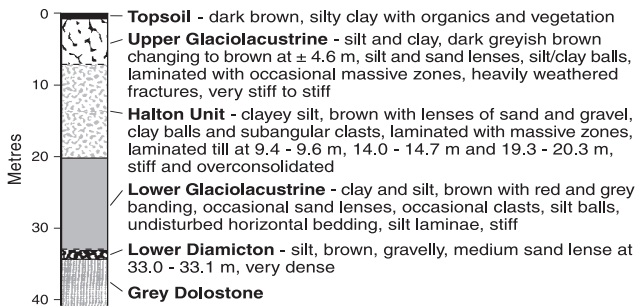 0
Topsoil - dark brown, silty clay with organics and vegetation
Upper Glaciolacustrine - silt and clay, dark greyish brown
changing to brown at ± 4.6 m, silt and sand lenses, silt/clay balls,
laminated with occasional massive zones, heavily weathered
fractures, very stiff to stiff
10
Halton Unit - clayey silt, brown with lenses of sand and gravel,
clay balls and subangular clasts, laminated with massive zones,
laminated till at 9.4 - 9.6 m, 14.0 - 14.7 m and 19.3 - 20.3 m,
stiff and overconsolidated
Metres
20
Lower Glaciolacustrine - clay and silt, brown with red and grey
banding, occasional sand lenses, occasional clasts, silt balls,
undisturbed horizontal bedding, silt laminae, stiff
30
Lower Diamicton - silt, brown, gravelly, medium sand lense at
33.0 - 33.1 m, very dense
Grey Dolostone
40